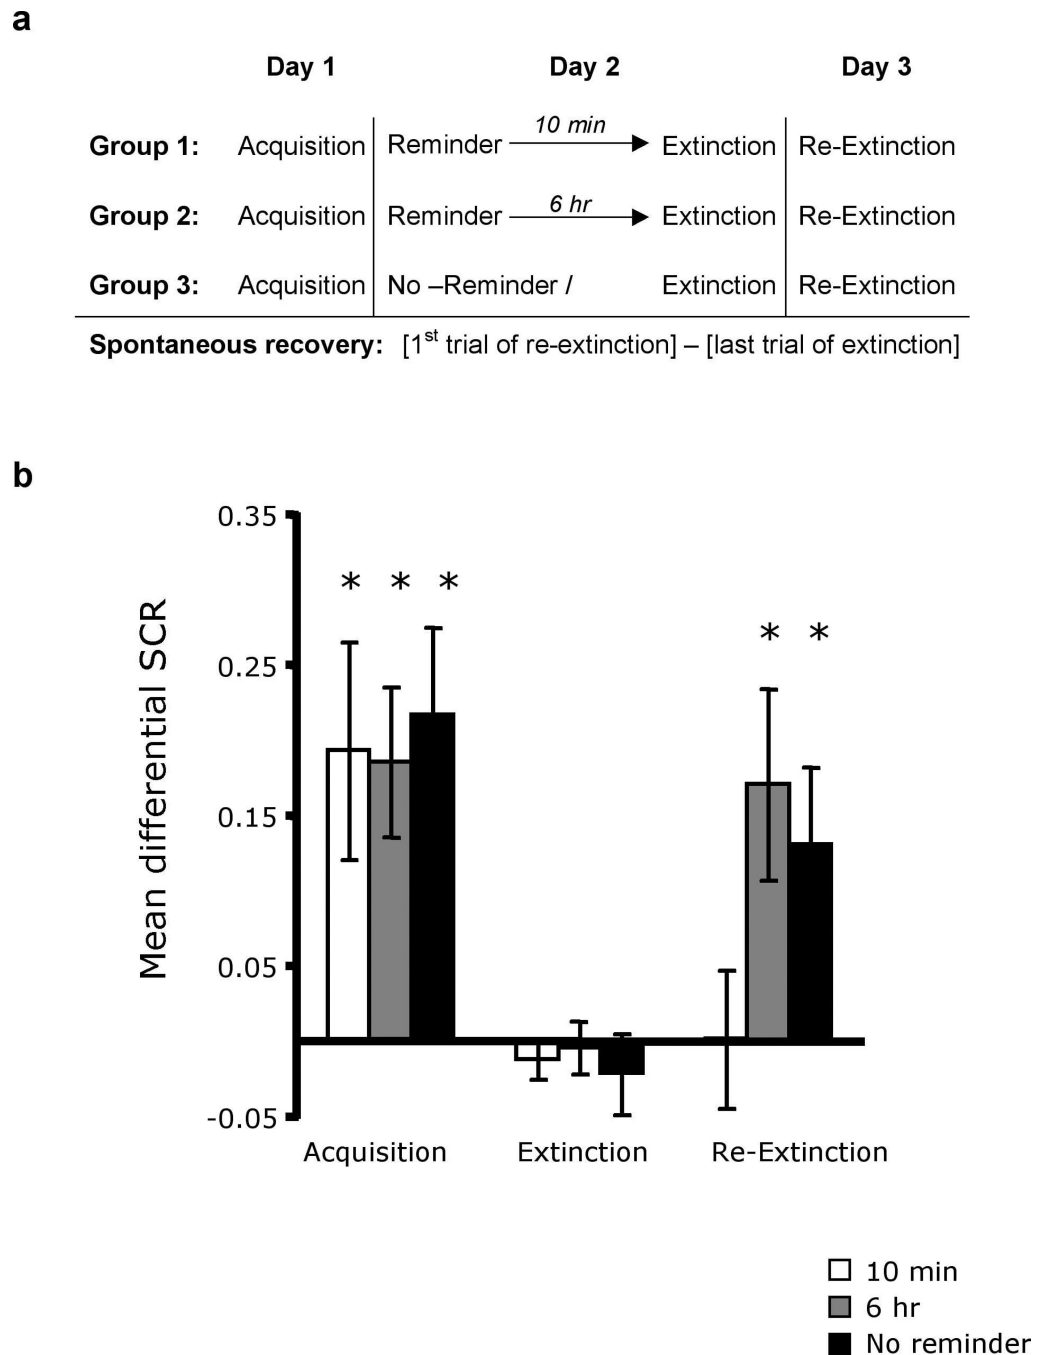 a
Day 1 Day 2 Day 3
Group 1: Acquisition Reminder 10 min Extinction Re-Extinction
Group 2: Acquisition Reminder 6 hr Extinction Re-Extinction
Group 3: Acquisition No –Reminder / Extinction Re-Extinction
Spontaneous recovery: [1st trial of re-extinction] – [last trial of extinction]
b
Mean differential SCR
0.35
* * *
* *
0.25
0.15
0.05
-0.05
Acquisition Extinction Re-Extinction
10 min
6 hr
No reminder